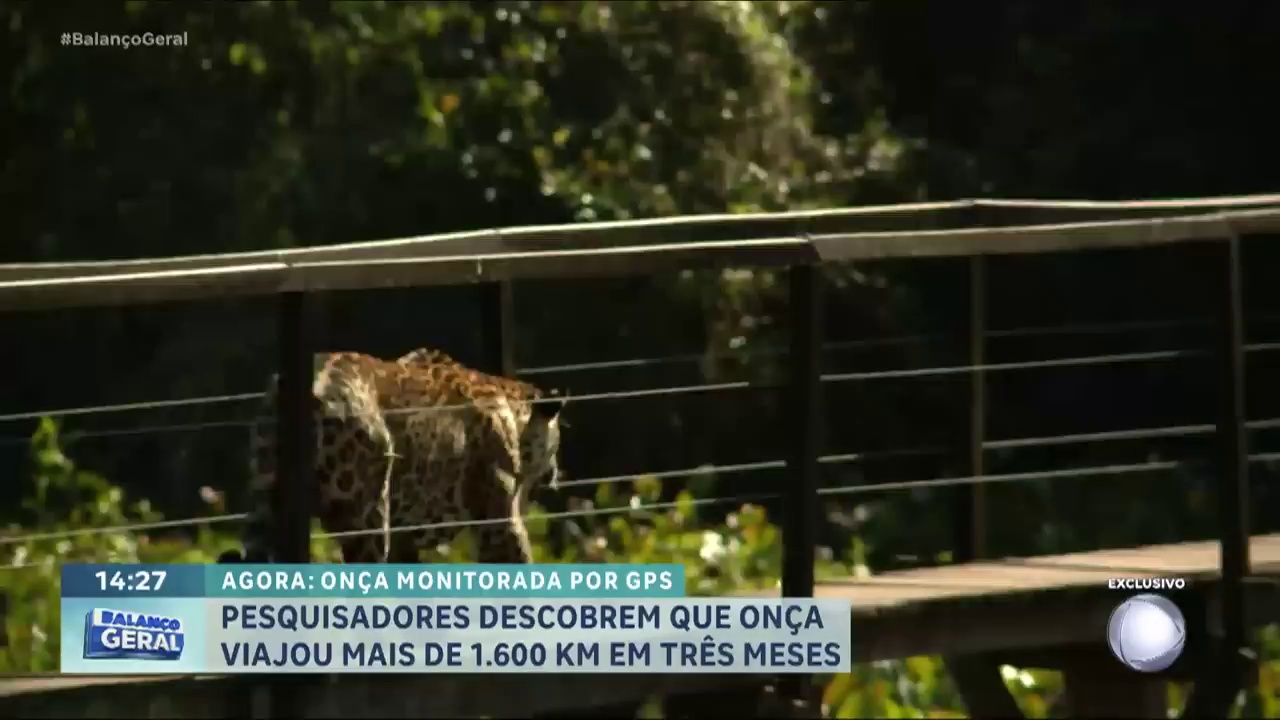 #BalançoGeral
14:27
AGORA: ONÇA MONITORADA POR GPS
BALANÇO
GERAL
PESQUISADORES DESCOBREM QUE ONÇA
VIAJOU MAIS DE 1.600 KM EM TRÊS MESES
EXCLUSIVO